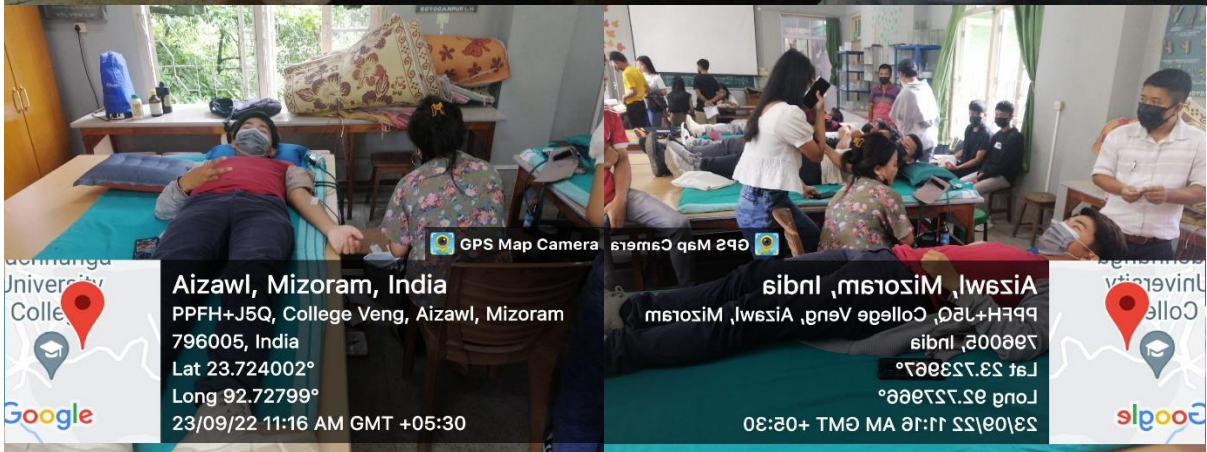 GPS Map Camera
University
Aizawl, Mizoram, India
PPFH+J5Q, College Veng, Aizawl, Mizoram
796005, India
Lat 23.724002°
Long 92.72799°
23/09/22 11:16 AM GMT +05:30
Google
GPS Map Camera
Aizawl, Mizoram, India
PPFH+J5Q, College Veng, Aizawl, Mizoram
796005, India
Lat 23.723967°
Long 92.727966°
23/09/22 11:16 AM GMT +05:30
Google